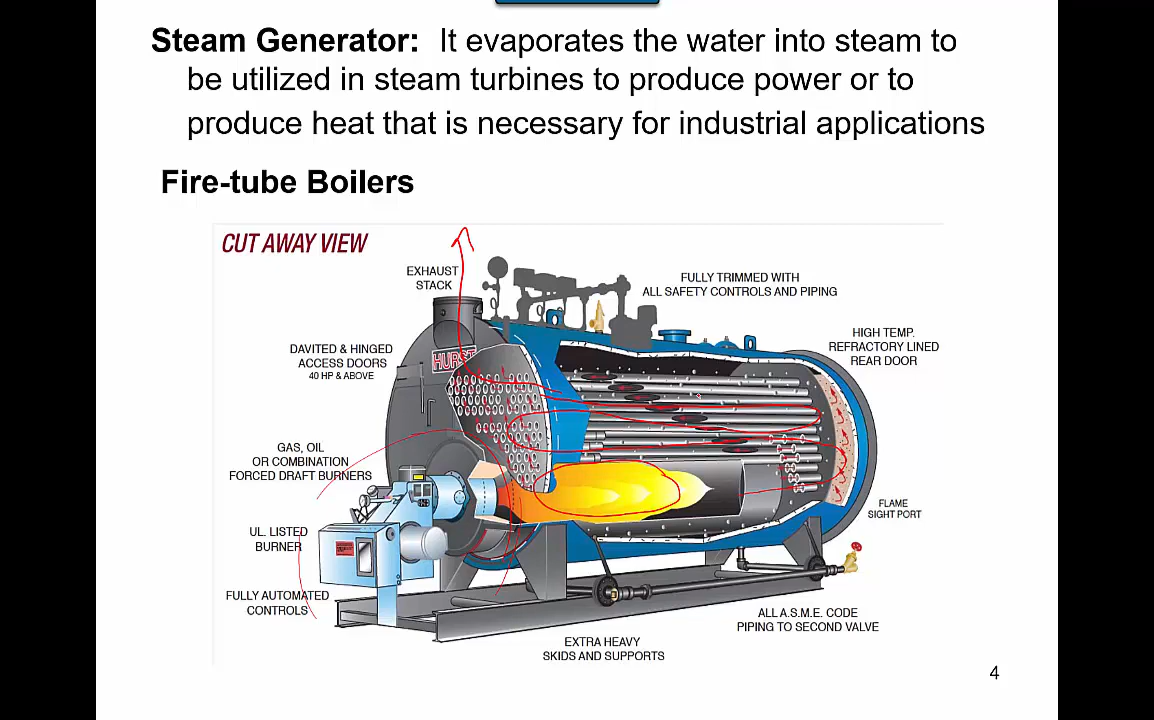 Steam Generator: It evaporates the water into steam to
be utilized in steam turbines to produce power or to
produce heat that is necessary for industrial applications
Fire-tube Boilers
CUT AWAY VIEW
EXHAUST
STACK
FULLY TRIMMED WITH
ALL SAFETY CONTROLS AND PIPING
HIGH TEMP.
REFRACTORY LINED
REAR DOOR
DAVITED & HINGED
ACCESS DOORS
40 HP & ABOVE
HURST
GAS, OIL
OR COMBINATION
FORCED DRAFT BURNERS
FLAME
SIGHT PORT
UL. LISTED
BURNER
FULLY AUTOMATED
CONTROLS
ALL A.S.M.E. CODE
PIPING TO SECOND VALVE
EXTRA HEAVY
SKIDS AND SUPPORTS
4